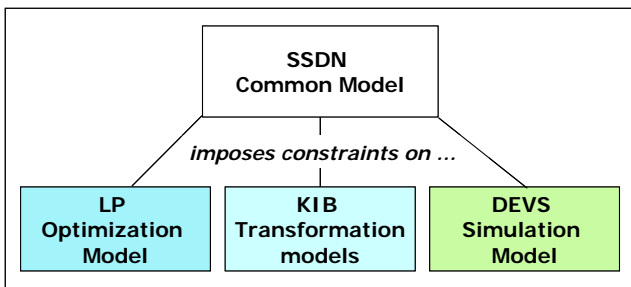 SSDN
Common Model
imposes constraints on ...
LP
Optimization
Model
KIB
Transformation
models
DEVS
Simulation
Model